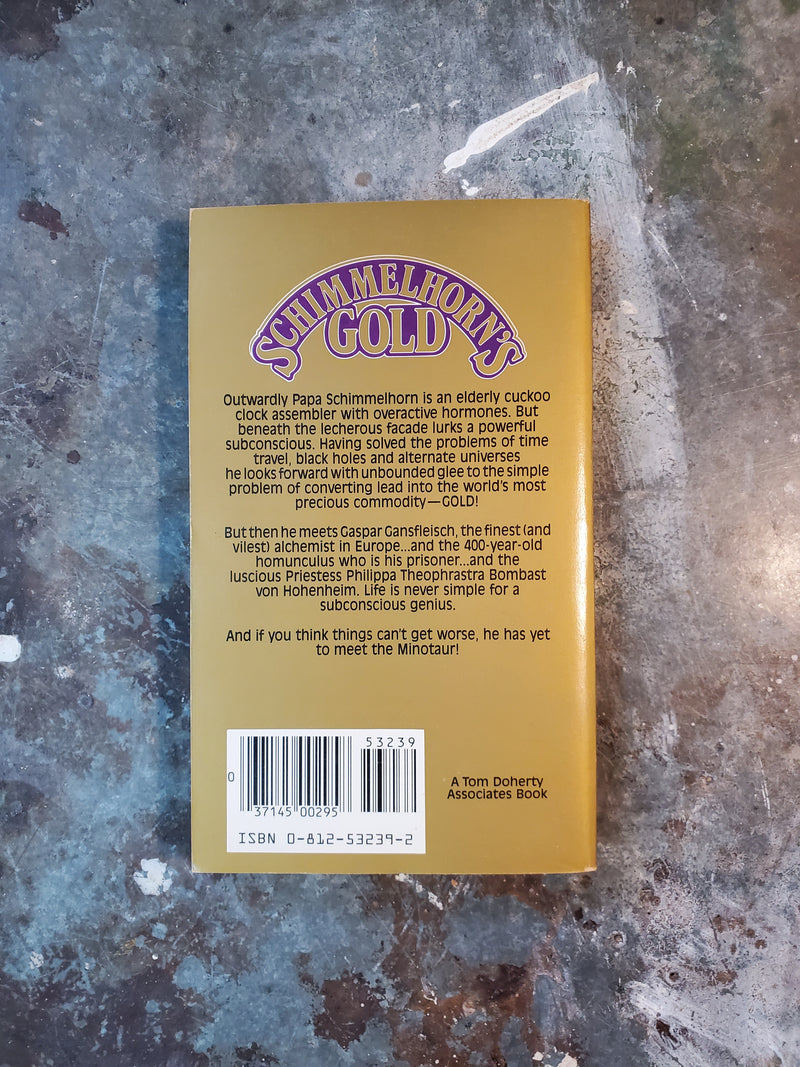 SCHIMMELHORN'S
GOLD
Outwardly Papa Schimmelhorn is an elderly cuckoo
clock assembler with overactive hormones. But
beneath the lecherous facade lurks a powerful
subconscious. Having solved the problems of time
travel, black holes and alternate universes
he looks forward with unbounded glee to the simple
problem of converting lead into the world's most
precious commodity—GOLD!
But then he meets Gaspar Gansfleisch, the finest (and
vilest) alchemist in Europe...and the 400-year-old
homunculus who is his prisoner...and the
luscious Priestess Philippa Theophrastra Bombast
von Hohenheim. Life is never simple for a
subconscious genius.
And if you think things can't get worse, he has yet
to meet the Minotaur!
53239
0
37145 00295
ISBN 0-812-53239-2
A Tom Doherty
Associates Book